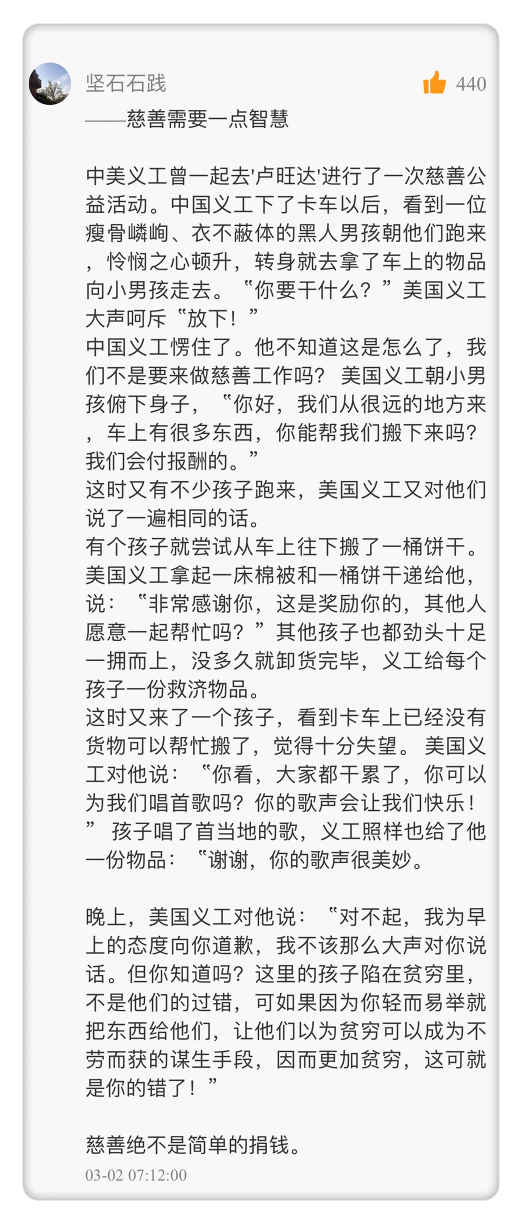 坚石石践
440
——慈善需要一点智慧
中美义工曾一起去'卢旺达'进行了一次慈善公
益活动。中国义工下了卡车以后，看到一位
瘦骨嶙峋、衣不蔽体的黑人男孩朝他们跑来
，怜悯之心顿升，转身就去拿了车上的物品
向小男孩走去。〝你要干什么？”美国义工
大声呵斥〝放下！”
中国义工愣住了。他不知道这是怎么了，我
们不是要来做慈善工作吗？ 美国义工朝小男
孩俯下身子，〝你好，我们从很远的地方来
，车上有很多东西，你能帮我们搬下来吗？
我们会付报酬的。”
这时又有不少孩子跑来，美国义工又对他们
说了一遍相同的话。
有个孩子就尝试从车上往下搬了一桶饼干。
美国义工拿起一床棉被和一桶饼干递给他，
说：〝非常感谢你，这是奖励你的，其他人
愿意一起帮忙吗？”其他孩子也都劲头十足
一拥而上，没多久就卸货完毕，义工给每个
孩子一份救济物品。
这时又来了一个孩子，看到卡车上已经没有
货物可以帮忙搬了，觉得十分失望。 美国义
工对他说：〝你看，大家都干累了，你可以
为我们唱首歌吗？你的歌声会让我们快乐！
” 孩子唱了首当地的歌，义工照样也给了他
一份物品：〝谢谢，你的歌声很美妙。
晚上，美国义工对他说：〝对不起，我为早
上的态度向你道歉，我不该那么大声对你说
话。但你知道吗？这里的孩子陷在贫穷里，
不是他们的过错，可如果因为你轻而易举就
把东西给他们，让他们以为贫穷可以成为不
劳而获的谋生手段，因而更加贫穷，这可就
是你的错了！”
慈善绝不是简单的捐钱。
03-02 07:12:00